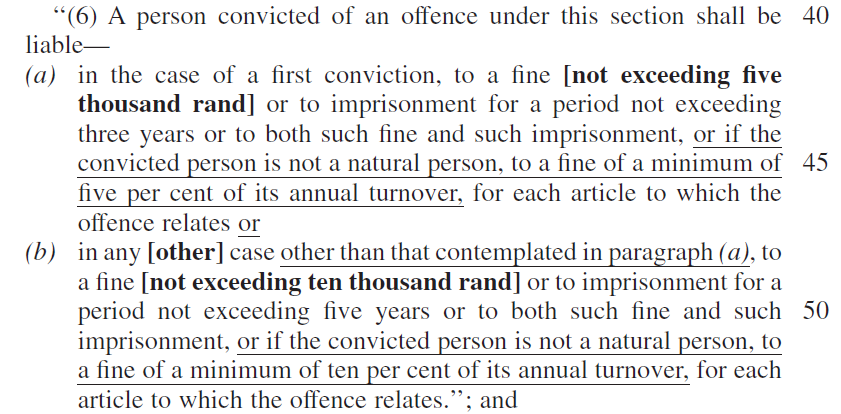 “(6) A person convicted of an offence under this section shall be 40
liable—
(a) in the case of a first conviction, to a fine [not exceeding five
thousand rand] or to imprisonment for a period not exceeding
three years or to both such fine and such imprisonment, or if the
convicted person is not a natural person, to a fine of a minimum of 45
five per cent of its annual turnover, for each article to which the
offence relates or
(b) in any [other] case other than that contemplated in paragraph (a), to
a fine [not exceeding ten thousand rand] or to imprisonment for a
period not exceeding five years or to both such fine and such 50
imprisonment, or if the convicted person is not a natural person, to
a fine of a minimum of ten per cent of its annual turnover, for each
article to which the offence relates.”; and